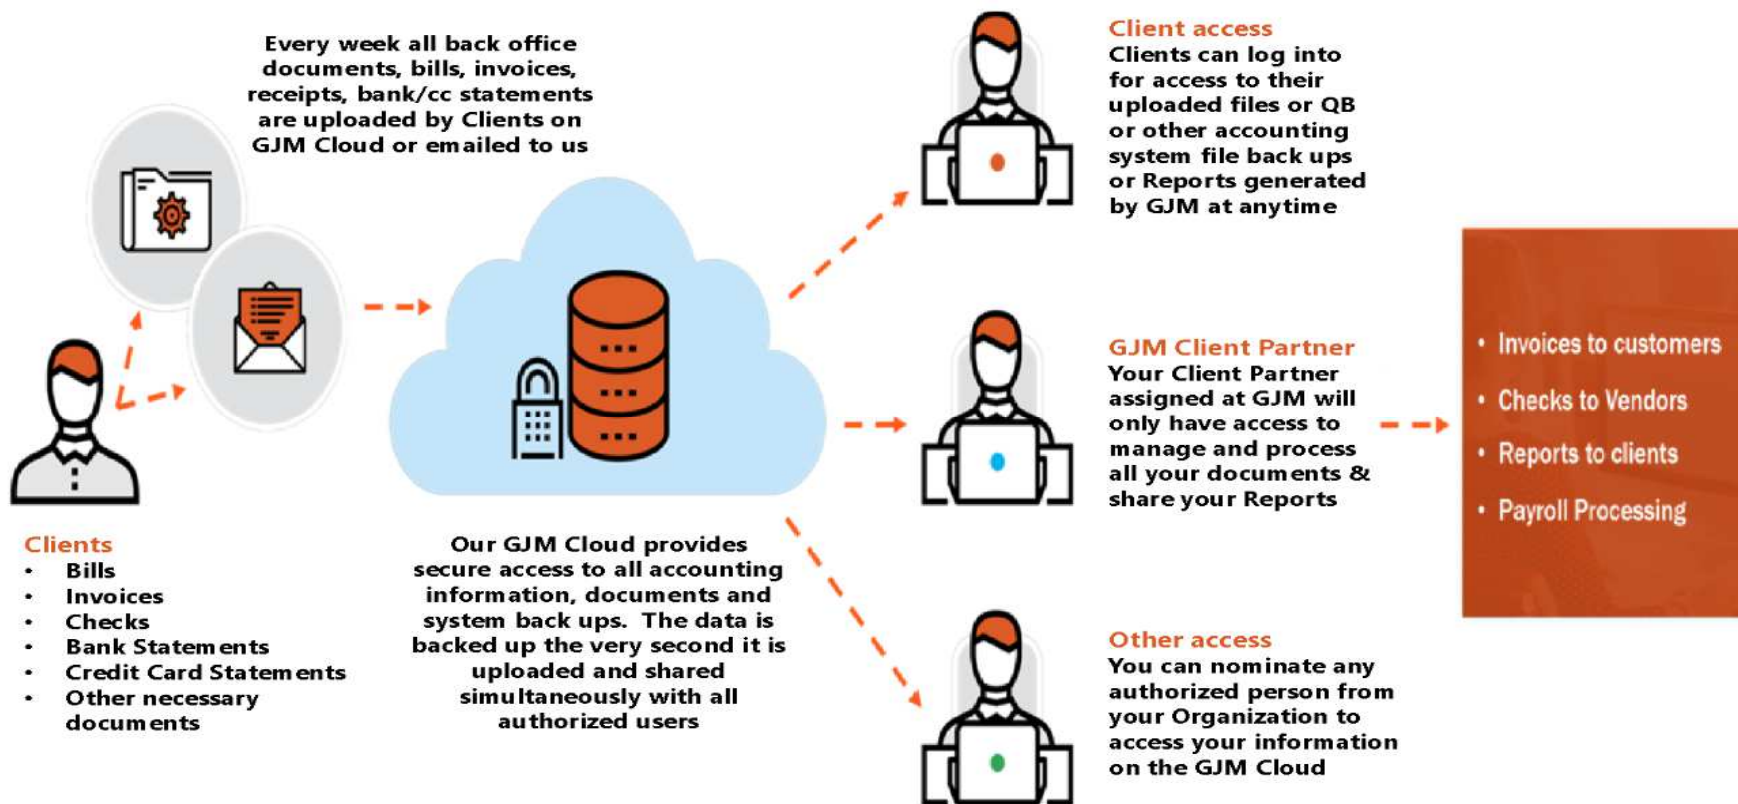 Every week all back office
documents, bills, invoices,
receipts, bank/cc statements
are uploaded by Clients on
GJM Cloud or emailed to us
Clients
• Bills
• Invoices
• Checks
• Bank Statements
• Credit Card Statements
• Other necessary
documents
Our GJM Cloud provides
secure access to all accounting
information, documents and
system back ups. The data is
backed up the very second it is
uploaded and shared
simultaneously with all
authorized users
Client access
Clients can log into
for access to their
uploaded files or QB
or other accounting
system file back ups
or Reports generated
by GJM at anytime
GJM Client Partner
Your Client Partner
assigned at GJM will
only have access to
manage and process
all your documents &
share your Reports
Other access
You can nominate any
authorized person from
your Organization to
access your information
on the GJM Cloud
• Invoices to customers
• Checks to Vendors
• Reports to clients
• Payroll Processing